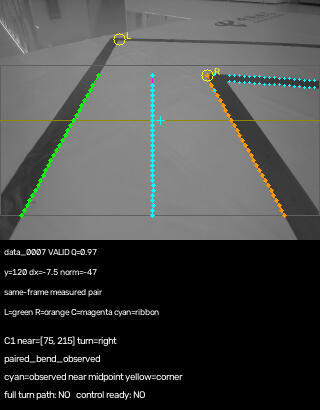 L
R
data_0007 VALID Q=0.97
y=120 dx=-7.5 norm=-47
same-frame measured pair
L=green R=orange C=magenta cyan=ribbon
C1 near=[75, 215] turn=right
paired_bend_observed
cyan=observed near midpoint yellow=corner
full turn path: NO control ready: NO